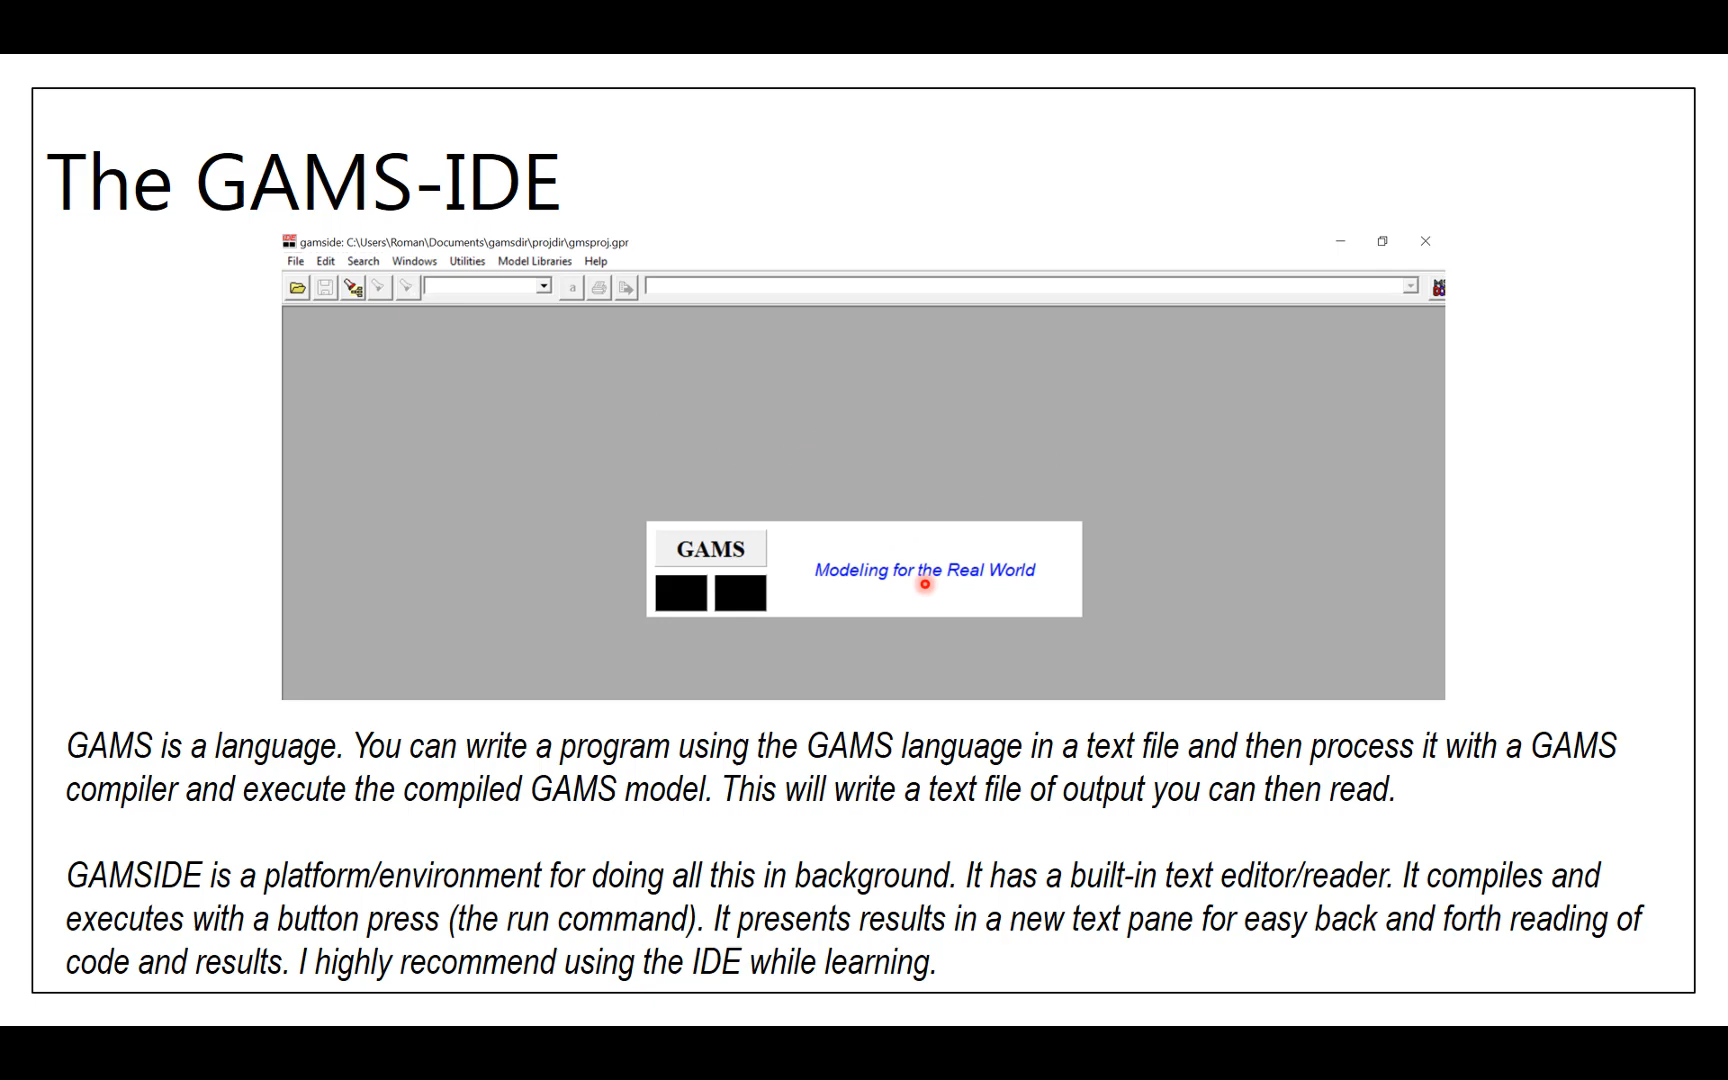 The GAMS-IDE
gamside: C:\Users\Roman\Documents\gamsdir\projdir\gmsproj.gpr
File Edit Search Windows Utilities Model Libraries Help
a
GAMS
Modeling for the Real World
GAMS is a language. You can write a program using the GAMS language in a text file and then process it with a GAMS
compiler and execute the compiled GAMS model. This will write a text file of output you can then read.
GAMSIDE is a platform/environment for doing all this in background. It has a built-in text editor/reader. It compiles and
executes with a button press (the run command). It presents results in a new text pane for easy back and forth reading of
code and results. I highly recommend using the IDE while learning.